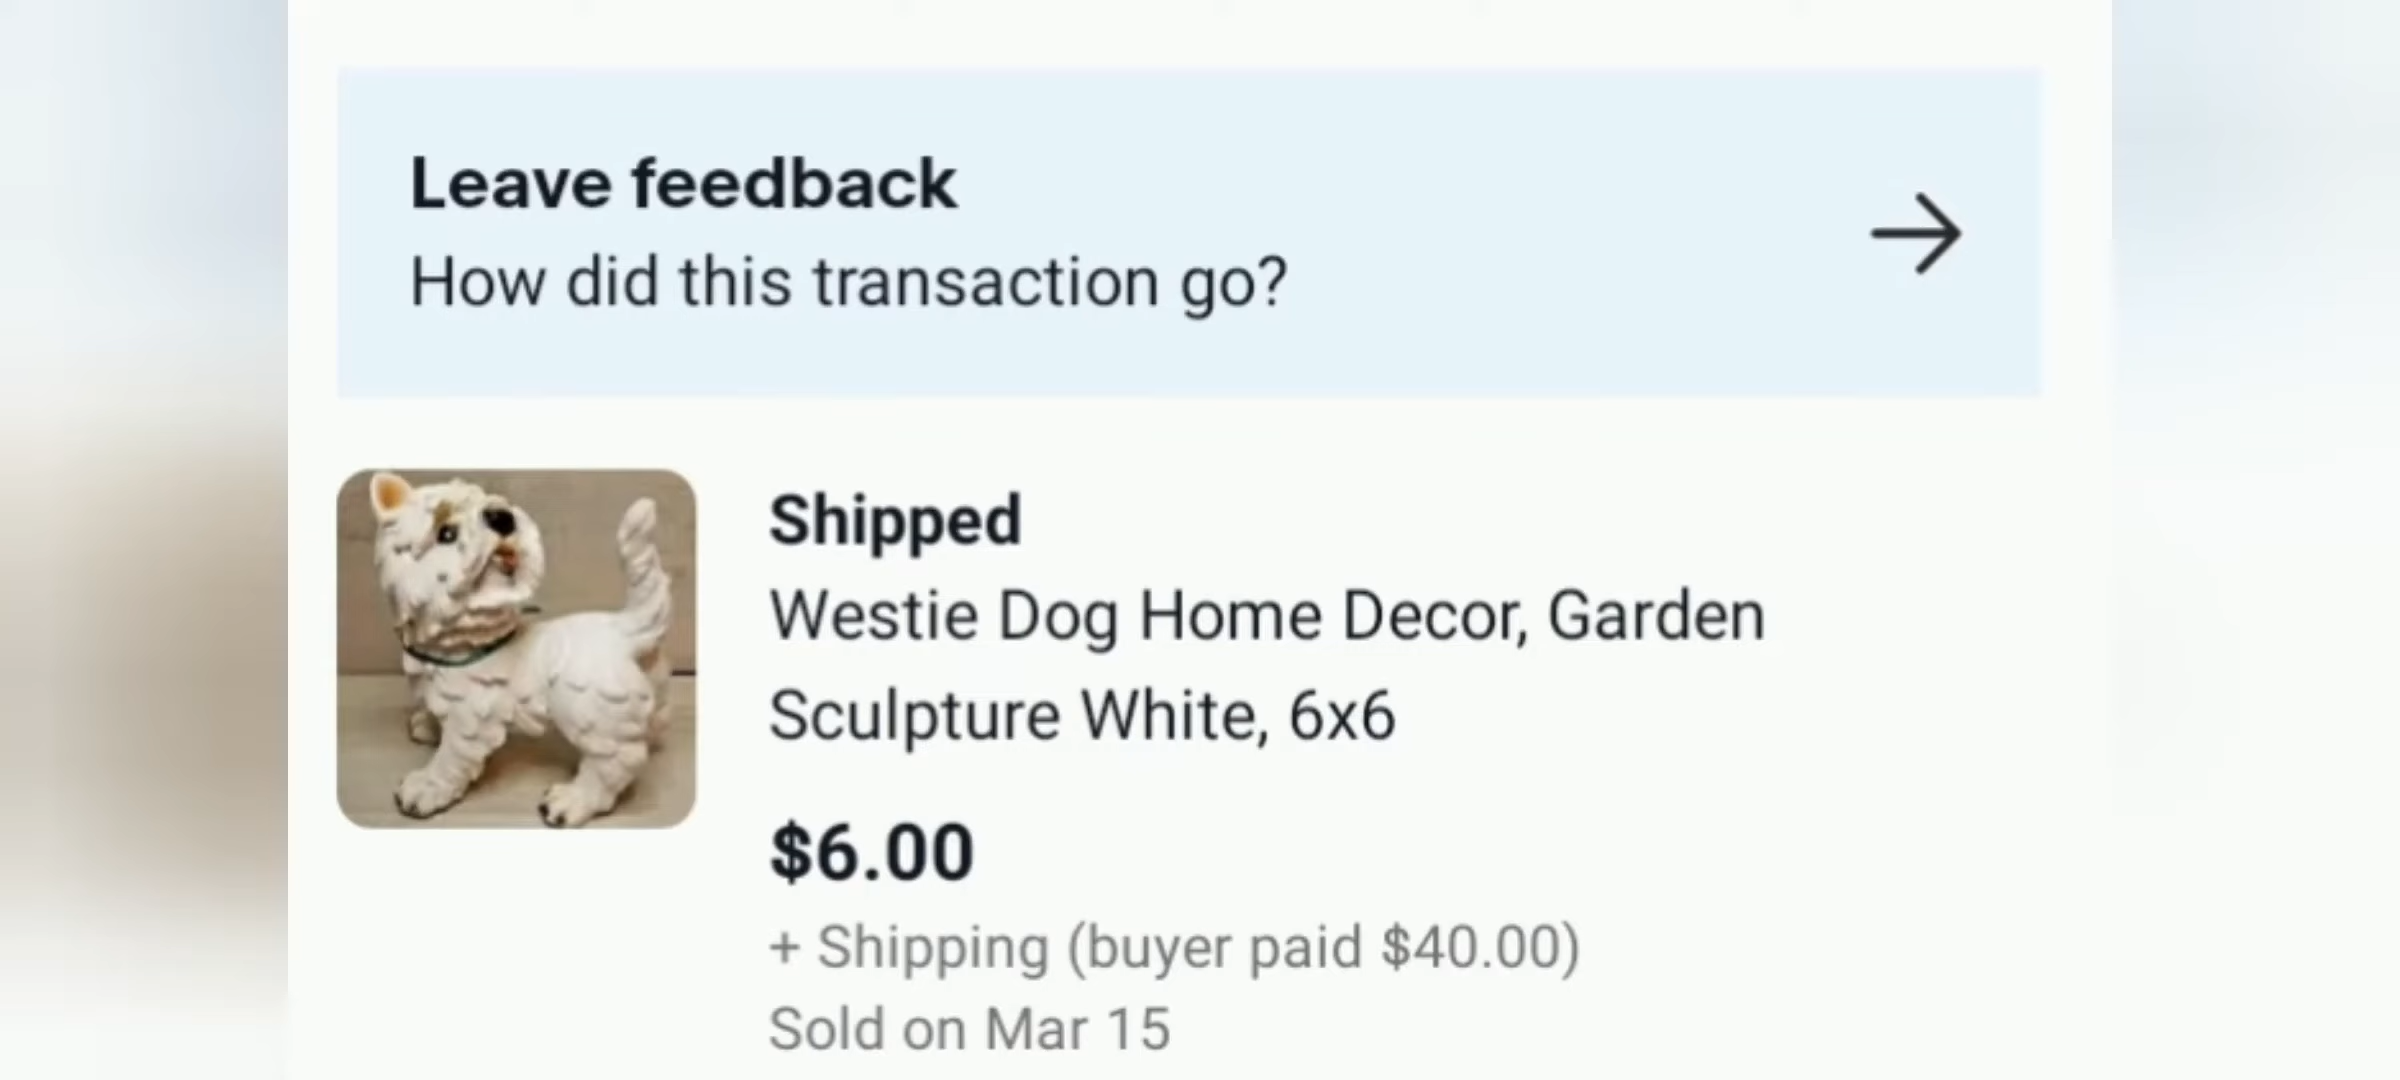 Leave feedback
How did this transaction go?
Shipped
Westie Dog Home Decor, Garden
Sculpture White, 6x6
$6.00
+ Shipping (buyer paid $40.00)
Sold on Mar 15